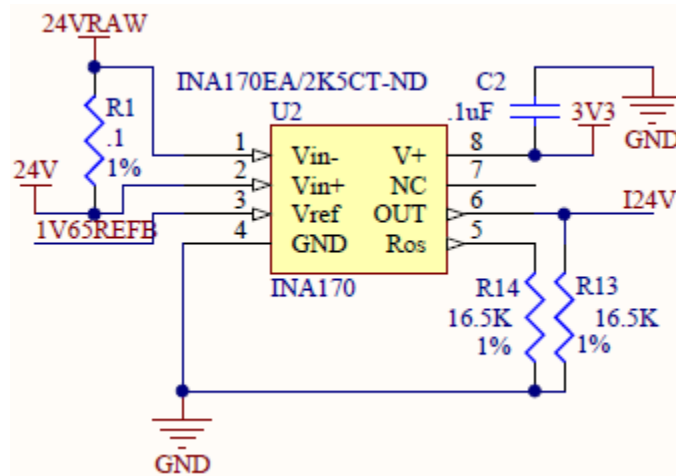 24VRAW
INA170EA/2K5CT-ND
C2
R1
U2
.1uF
3V3
.1
1
Vin-
V+
8
GND
1%
24V
2
Vin+
NC
7
3
Vref
OUT
6
I24V
1V65REFB
4
GND
Ros
5
INA170
R14
R13
16.5K
16.5K
1%
1%
GND